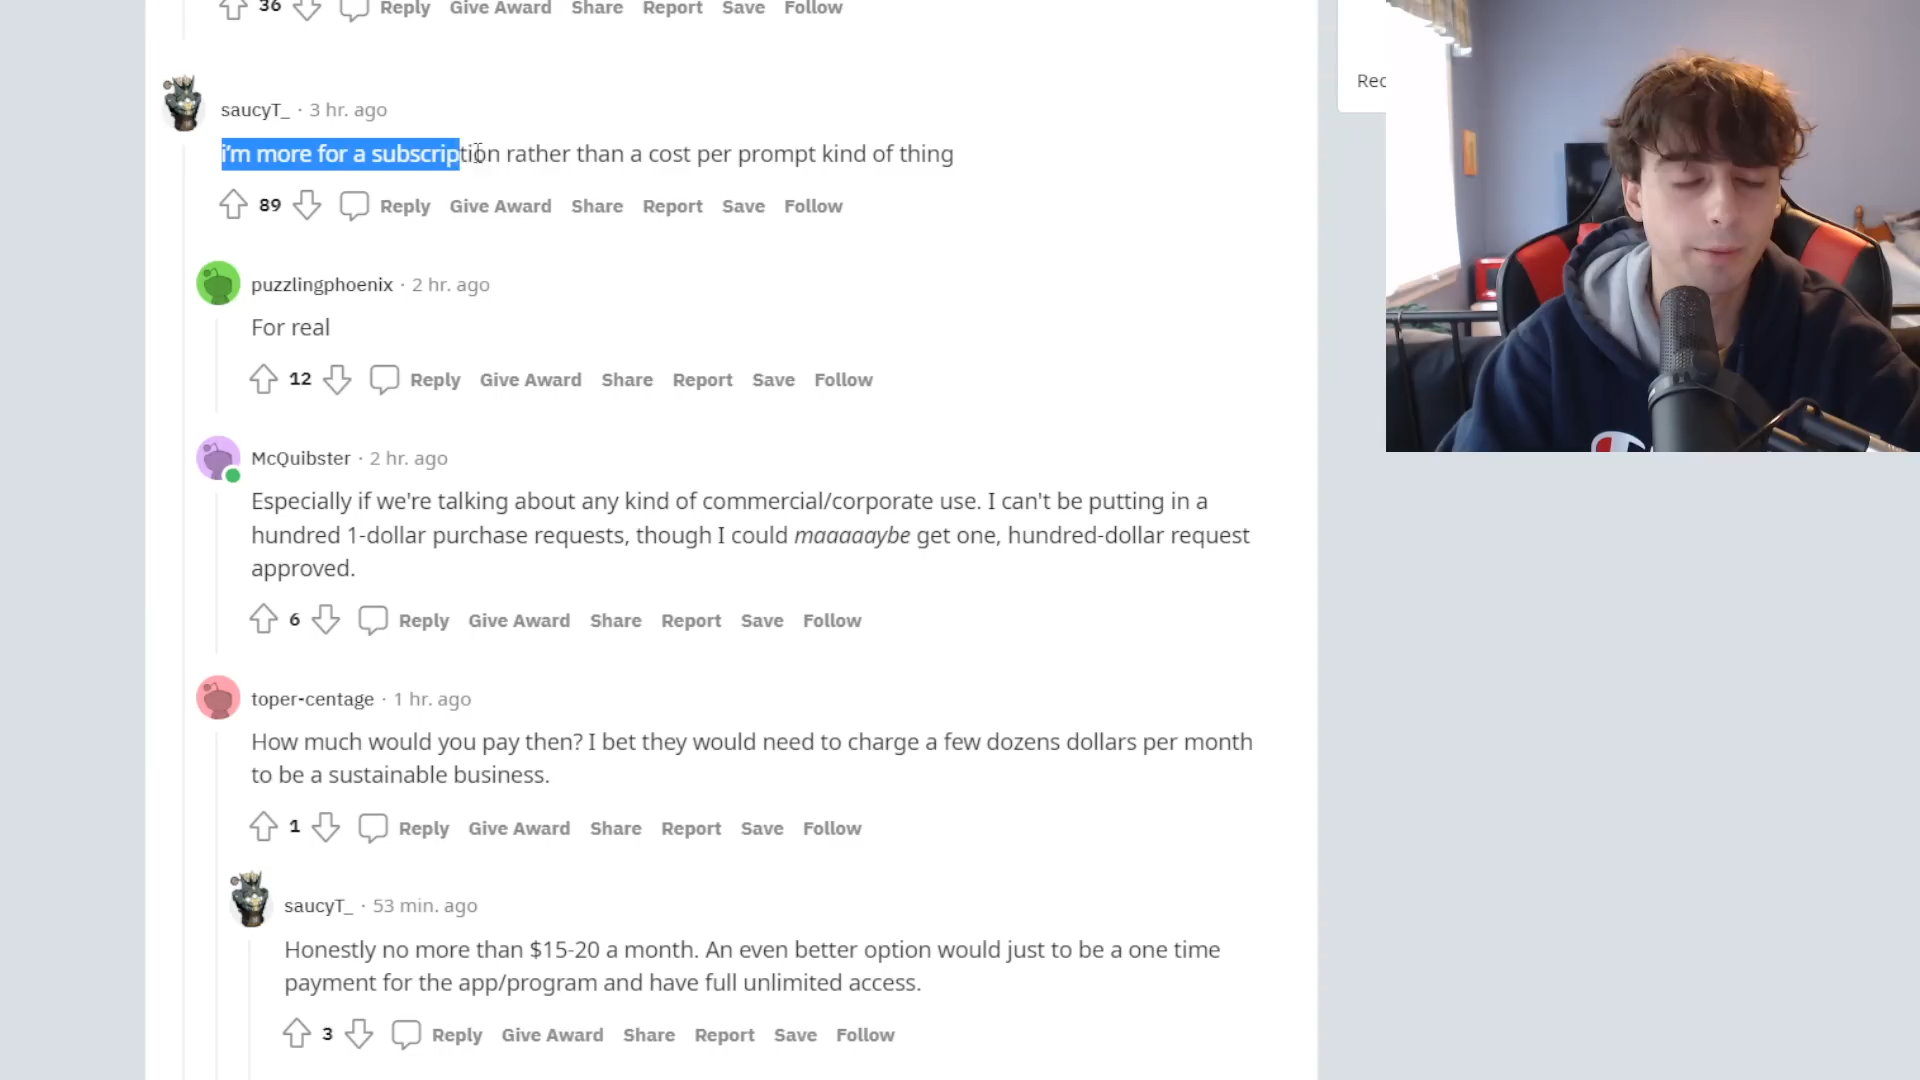 36 Reply Give Award Share Report Save Follow
Rec
saucyT_ · 3 hr. ago
i'm more for a subscription rather than a cost per prompt kind of thing
89 Reply Give Award Share Report Save Follow
puzzlingphoenix · 2 hr. ago
For real
12 Reply Give Award Share Report Save Follow
McQuibster · 2 hr. ago
Especially if we're talking about any kind of commercial/corporate use. I can't be putting in a
hundred 1-dollar purchase requests, though I could maaaaaybe get one, hundred-dollar request
approved.
6 Reply Give Award Share Report Save Follow
toper-centage · 1 hr. ago
How much would you pay then? I bet they would need to charge a few dozens dollars per month
to be a sustainable business.
1 Reply Give Award Share Report Save Follow
saucyT_ · 53 min. ago
Honestly no more than $15-20 a month. An even better option would just to be a one time
payment for the app/program and have full unlimited access.
3 Reply Give Award Share Report Save Follow